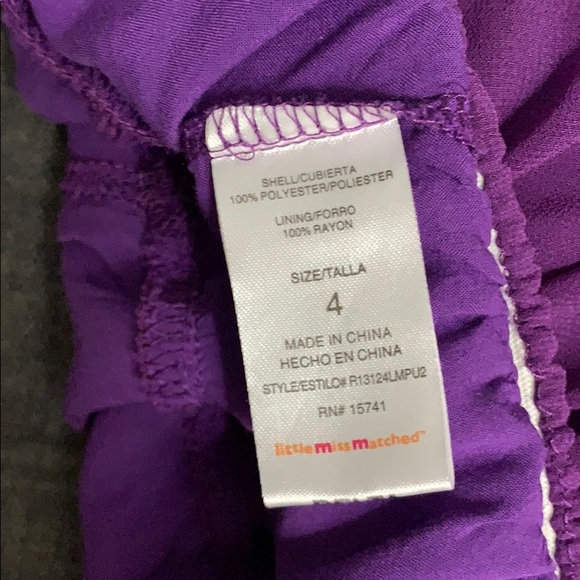 SHELL/CUBIERTA
100% POLYESTER/POLIESTER
LINING/FORRO
100% RAYON
SIZE/TALLA
4
MADE IN CHINA
HECHO EN CHINA
STYLE/ESTILO# R13124LMPU2
RN# 15741
littlemissmatched™